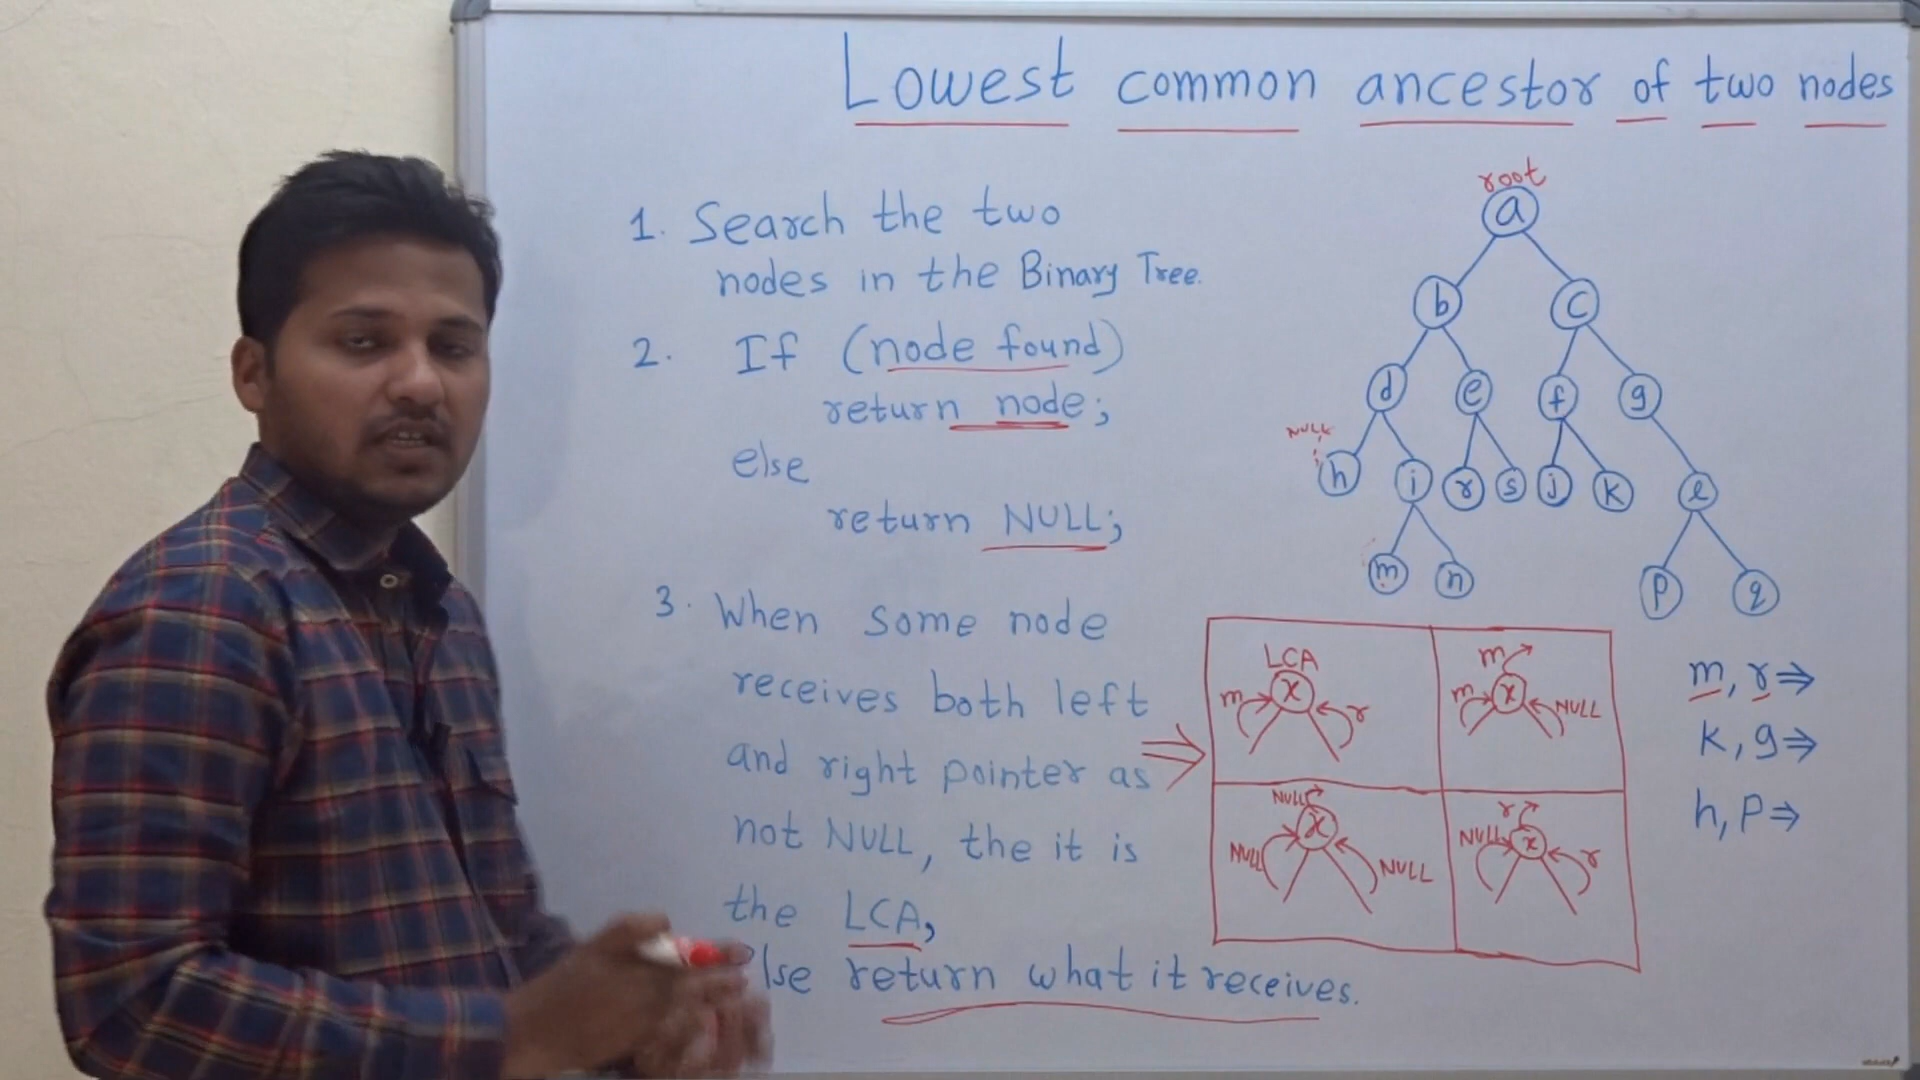 Lowest common ancestor of two nodes
1. Search the two
nodes in the Binary Tree.
2. If (node found)
return node;
else
return NULL;
3. When some node
receives both left
and right pointer as
not NULL, the it is
the LCA,
else return what it receives.
root
a
b c
d e f g
NULL
h i r s j k l
m n p q
LCA
x
m r
m
x
m NULL
NULL
x
NULL NULL
r
x
NULL r
m, r ⇒
k, g ⇒
h, p ⇒